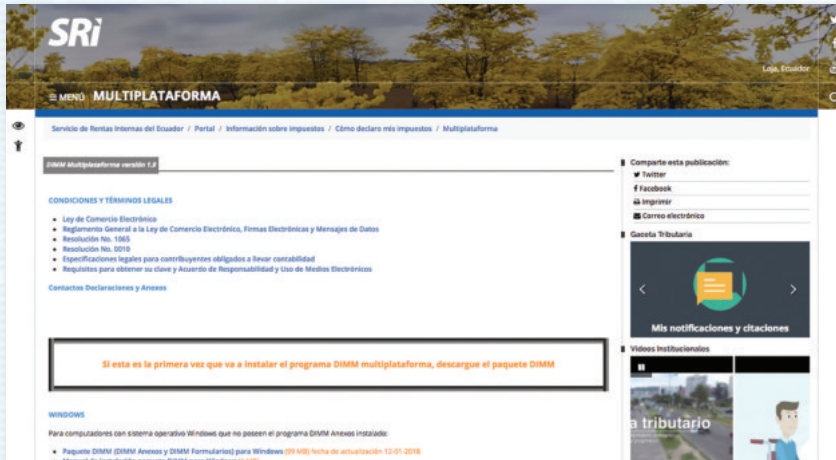 SRi
Loja, Ecuador
MENÚ MULTIPLATAFORMA
Servicio de Rentas Internas del Ecuador / Portal / Información sobre impuestos / Cómo declaro mis impuestos / Multiplataforma
DIMM Multiplataforma versión 1.3
CONDICIONES Y TÉRMINOS LEGALES
Ley de Comercio Electrónico
Reglamento General a la Ley de Comercio Electrónico, Firmas Electrónicas y Mensajes de Datos
Resolución No. 1065
Resolución No. 0010
Especificaciones legales para contribuyentes obligados a llevar contabilidad
Requisitos para obtener su clave y Acuerdo de Responsabilidad y Uso de Medios Electrónicos
Contactos Declaraciones y Anexos
Si esta es la primera vez que va a instalar el programa DIMM multiplataforma, descargue el paquete DIMM
WINDOWS
Para computadores con sistema operativo Windows que no poseen el programa DIMM Anexos instalado:
Paquete DIMM (DIMM Anexos y DIMM Formularios) para Windows (99 MB) fecha de actualización 12-01-2018
Comparte esta publicación:
Twitter
Facebook
Imprimir
Correo electrónico
Gaceta Tributaria
Mis notificaciones y citaciones
Videos Institucionales
a tributario